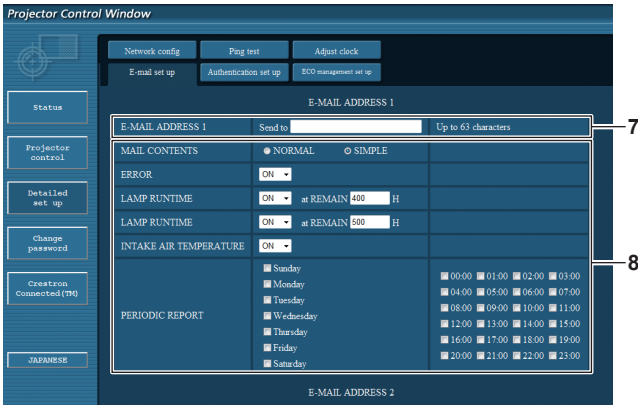 Projector Control Window
Network config Ping test Adjust clock
E-mail set up Authentication set up ECO management set up
Status
Projector control
Detailed set up
Change password
Crestron Connected(TM)
JAPANESE
E-MAIL ADDRESS 1
E-MAIL ADDRESS 1 Send to Up to 63 characters
7
MAIL CONTENTS NORMAL SIMPLE
ERROR ON
LAMP RUNTIME ON at REMAIN 400 H
LAMP RUNTIME ON at REMAIN 500 H
INTAKE AIR TEMPERATURE ON
8
PERIODIC REPORT
Sunday
Monday
Tuesday
Wednesday
Thursday
Friday
Saturday
00:00 01:00 02:00 03:00
04:00 05:00 06:00 07:00
08:00 09:00 10:00 11:00
12:00 13:00 14:00 15:00
16:00 17:00 18:00 19:00
20:00 21:00 22:00 23:00
E-MAIL ADDRESS 2